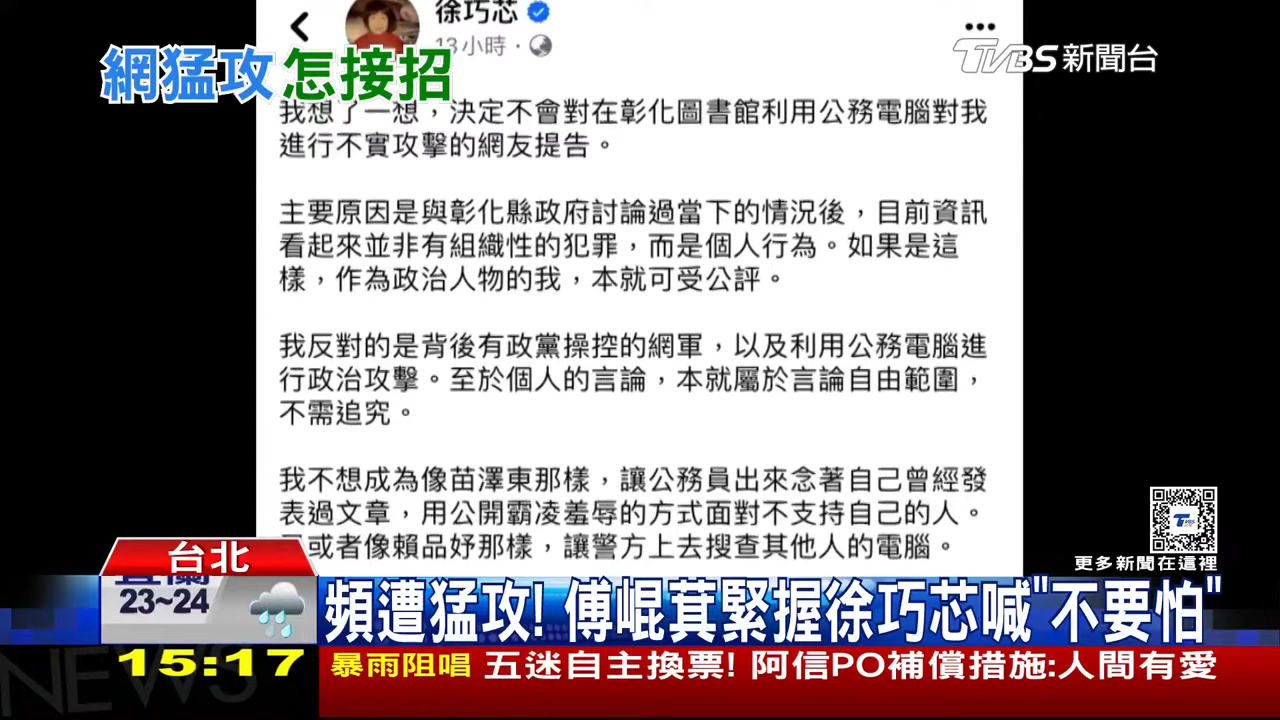 徐巧芯
13小時
TVBS新聞台
網猛攻怎接招
我想了一想，決定不會對在彰化圖書館利用公務電腦對我
進行不實攻擊的網友提告。
主要原因是與彰化縣政府討論過當下的情況後，目前資訊
看起來並非有組織性的犯罪，而是個人行為。如果是這
樣，作為政治人物的我，本就可受公評。
我反對的是背後有政黨操控的網軍，以及利用公務電腦進
行政治攻擊。至於個人的言論，本就屬於言論自由範圍，
不需追究。
我不想成為像苗澤東那樣，讓公務員出來念著自己曾經發
表過文章，用公開霸凌羞辱的方式面對不支持自己的人。
或者像賴品妤那樣，讓警方上去搜查其他人的電腦。
TVBS
更多新聞在這裡
台北
宜蘭
23~24
頻遭猛攻! 傅崐萁緊握徐巧芯喊"不要怕"
15:17
暴雨阻唱 五迷自主換票! 阿信PO補償措施:人間有愛
NEWS